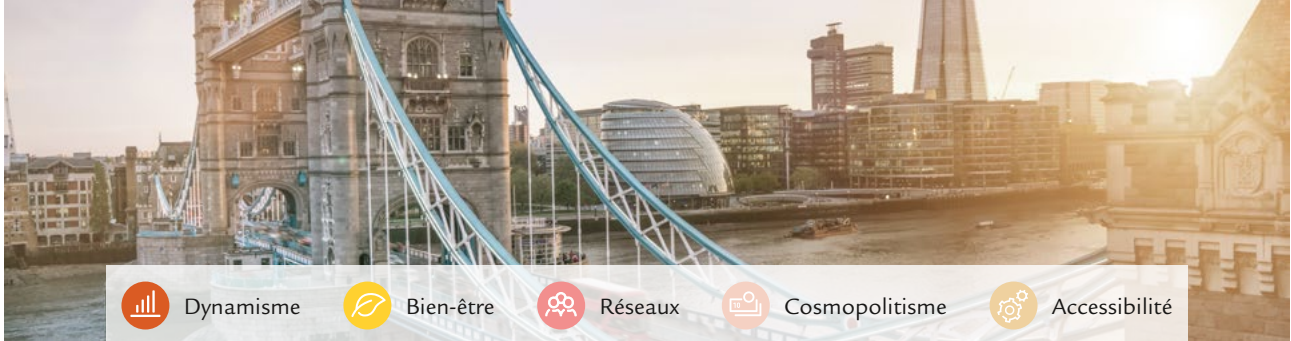 Dynamisme
Bien-être
Réseaux
Cosmopolitisme
Accessibilité